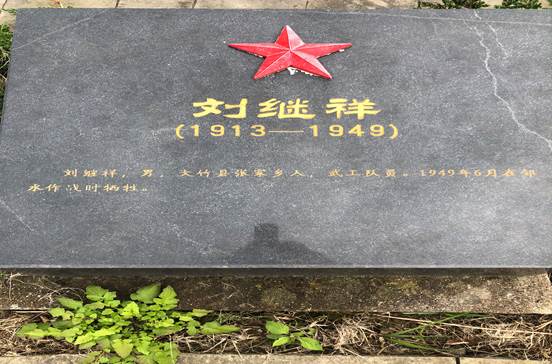 刘继祥
(1913—1949)
刘继祥，男，大竹县张家乡人，武工队员。1949年6月在邻
水作战时牺牲。